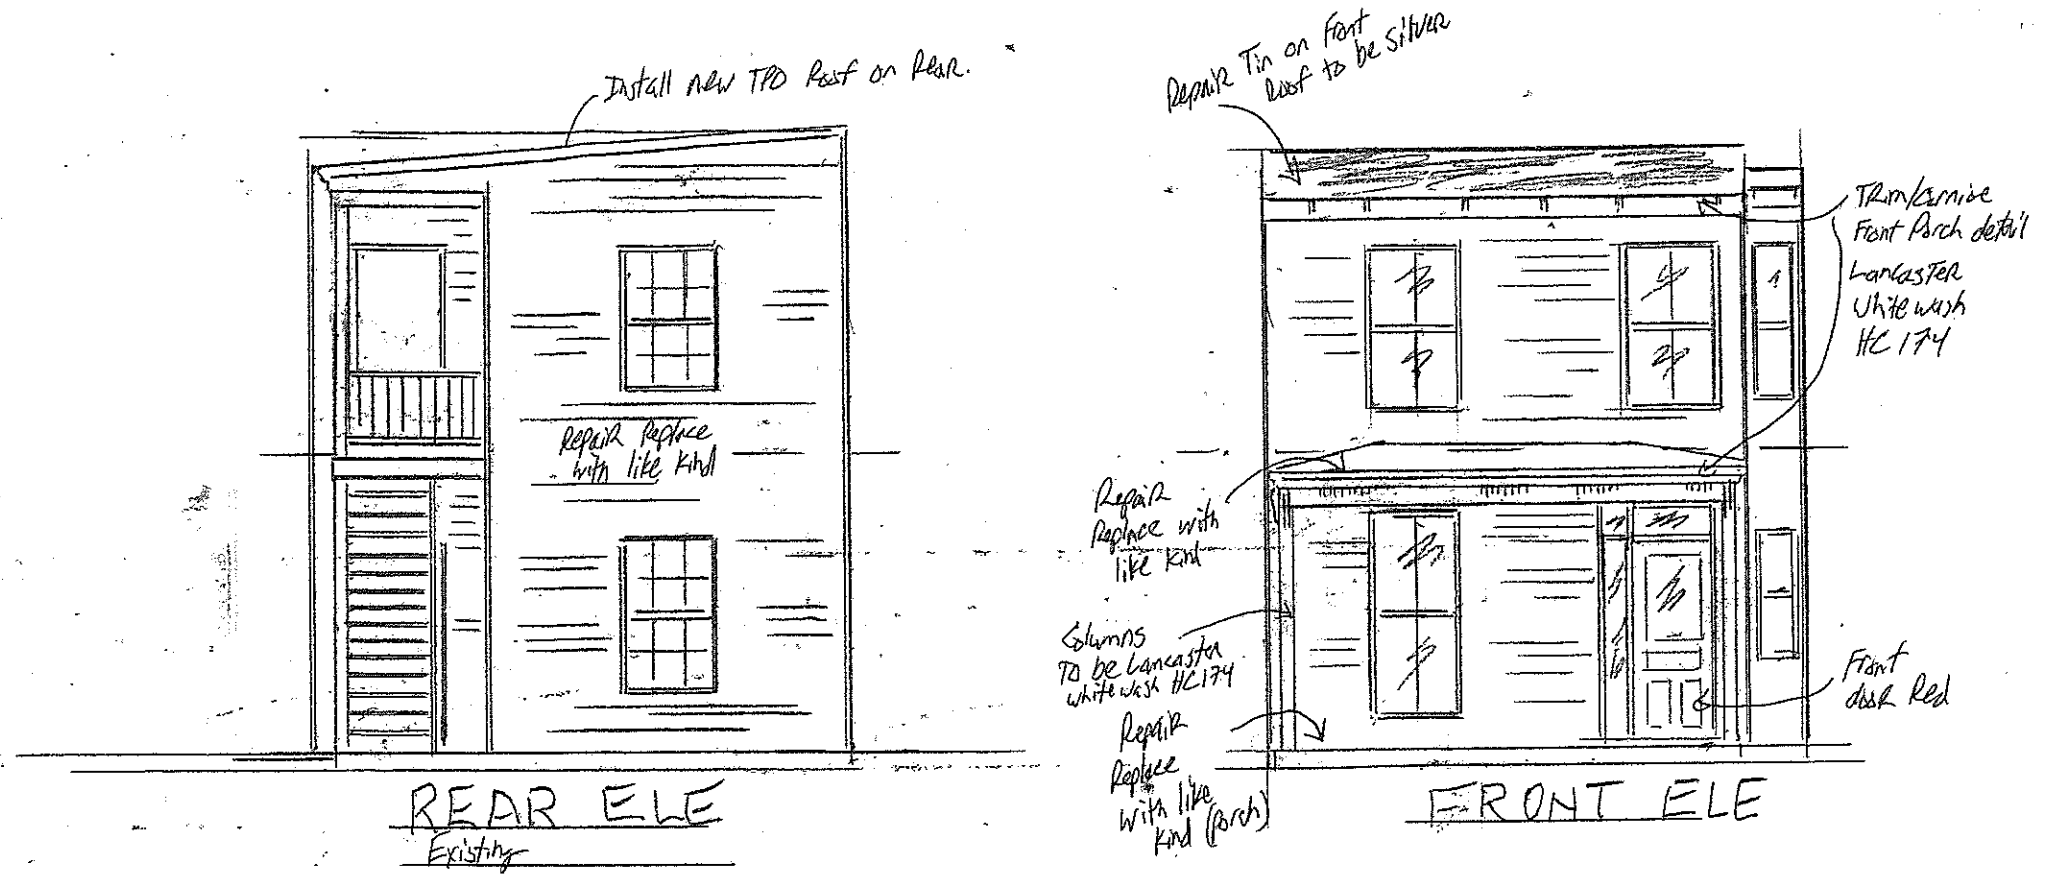 Install new TPO Roof on Rear.
Repair Replace
with like kind
REAR ELE
Existing
Repair Tin on Front
Roof to be Silver
Trim/Cornice
Front Porch detail
Lancaster
Whitewash
HC 174
Repair
Replace with
like kind
Columns
To be Lancaster
whitewash HC174
Repair
Replace
with like
kind (Porch)
Front
door Red
FRONT ELE